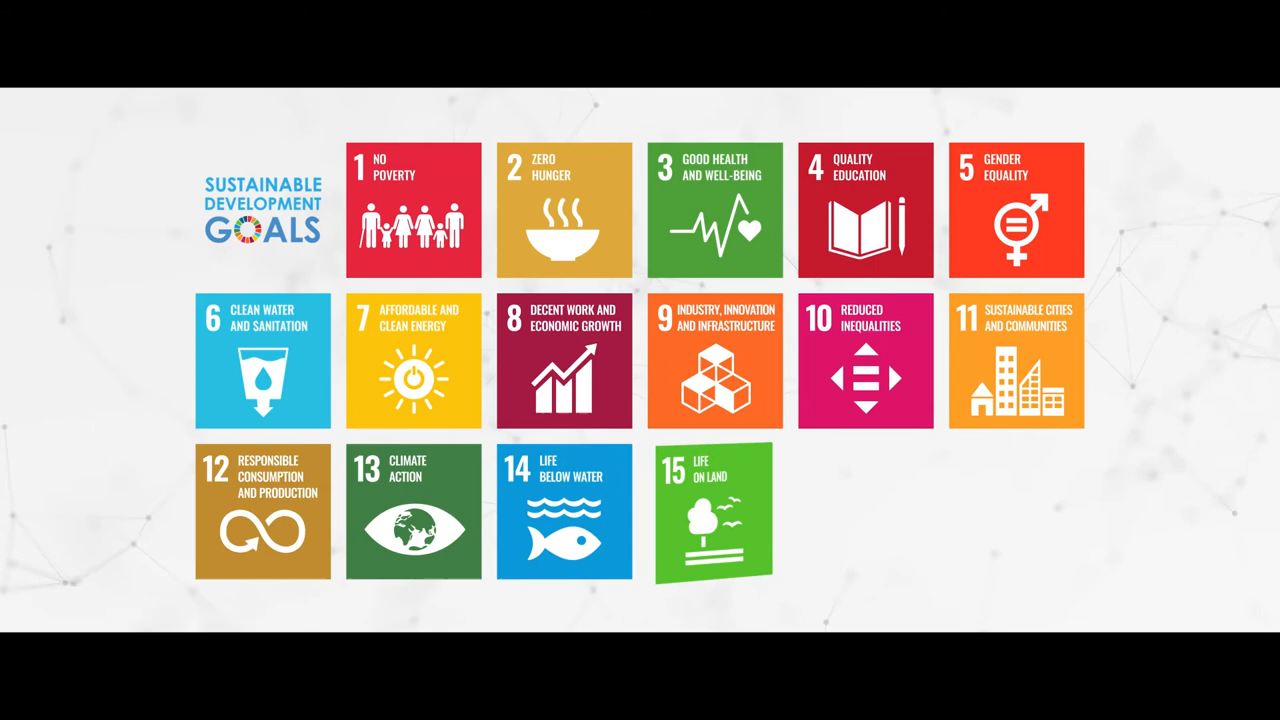 SUSTAINABLE
DEVELOPMENT
GOALS
1 NO
POVERTY
2 ZERO
HUNGER
3 GOOD HEALTH
AND WELL-BEING
4 QUALITY
EDUCATION
5 GENDER
EQUALITY
6 CLEAN WATER
AND SANITATION
7 AFFORDABLE AND
CLEAN ENERGY
8 DECENT WORK AND
ECONOMIC GROWTH
9 INDUSTRY, INNOVATION
AND INFRASTRUCTURE
10 REDUCED
INEQUALITIES
11 SUSTAINABLE CITIES
AND COMMUNITIES
12 RESPONSIBLE
CONSUMPTION
AND PRODUCTION
13 CLIMATE
ACTION
14 LIFE
BELOW WATER
15 LIFE
ON LAND